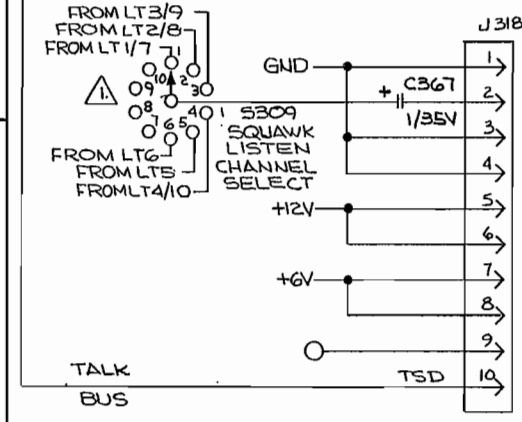 FROM LT3/9
FROM LT2/8
FROM LT1/7
1
10
2
9
3
1.
8
4
1
7
6
5
S309
SQUAWK
LISTEN
CHANNEL
SELECT
FROM LT6
FROM LT5
FROM LT4/10
J318
GND
1
+
C367
2
1/35V
3
4
+12V
5
6
+6V
7
8
9
TALK
BUS
TSD
10